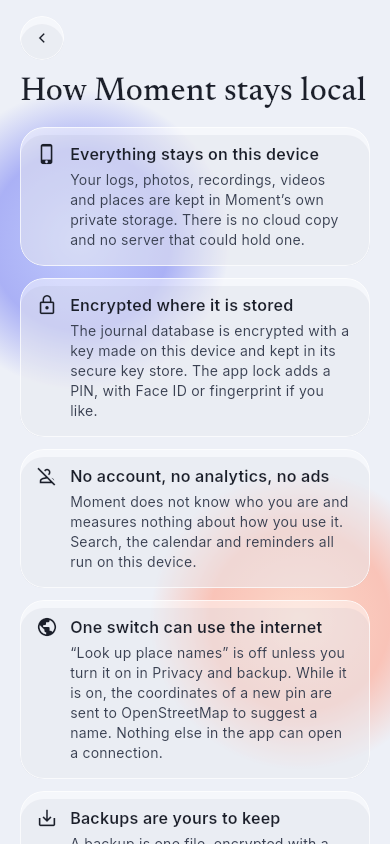 How Moment stays local
Everything stays on this device
Your logs, photos, recordings, videos
and places are kept in Moment’s own
private storage. There is no cloud copy
and no server that could hold one.
Encrypted where it is stored
The journal database is encrypted with a
key made on this device and kept in its
secure key store. The app lock adds a
PIN, with Face ID or fingerprint if you
like.
No account, no analytics, no ads
Moment does not know who you are and
measures nothing about how you use it.
Search, the calendar and reminders all
run on this device.
One switch can use the internet
“Look up place names” is off unless you
turn it on in Privacy and backup. While it
is on, the coordinates of a new pin are
sent to OpenStreetMap to suggest a
name. Nothing else in the app can open
a connection.
Backups are yours to keep
A backup is one file, encrypted with a